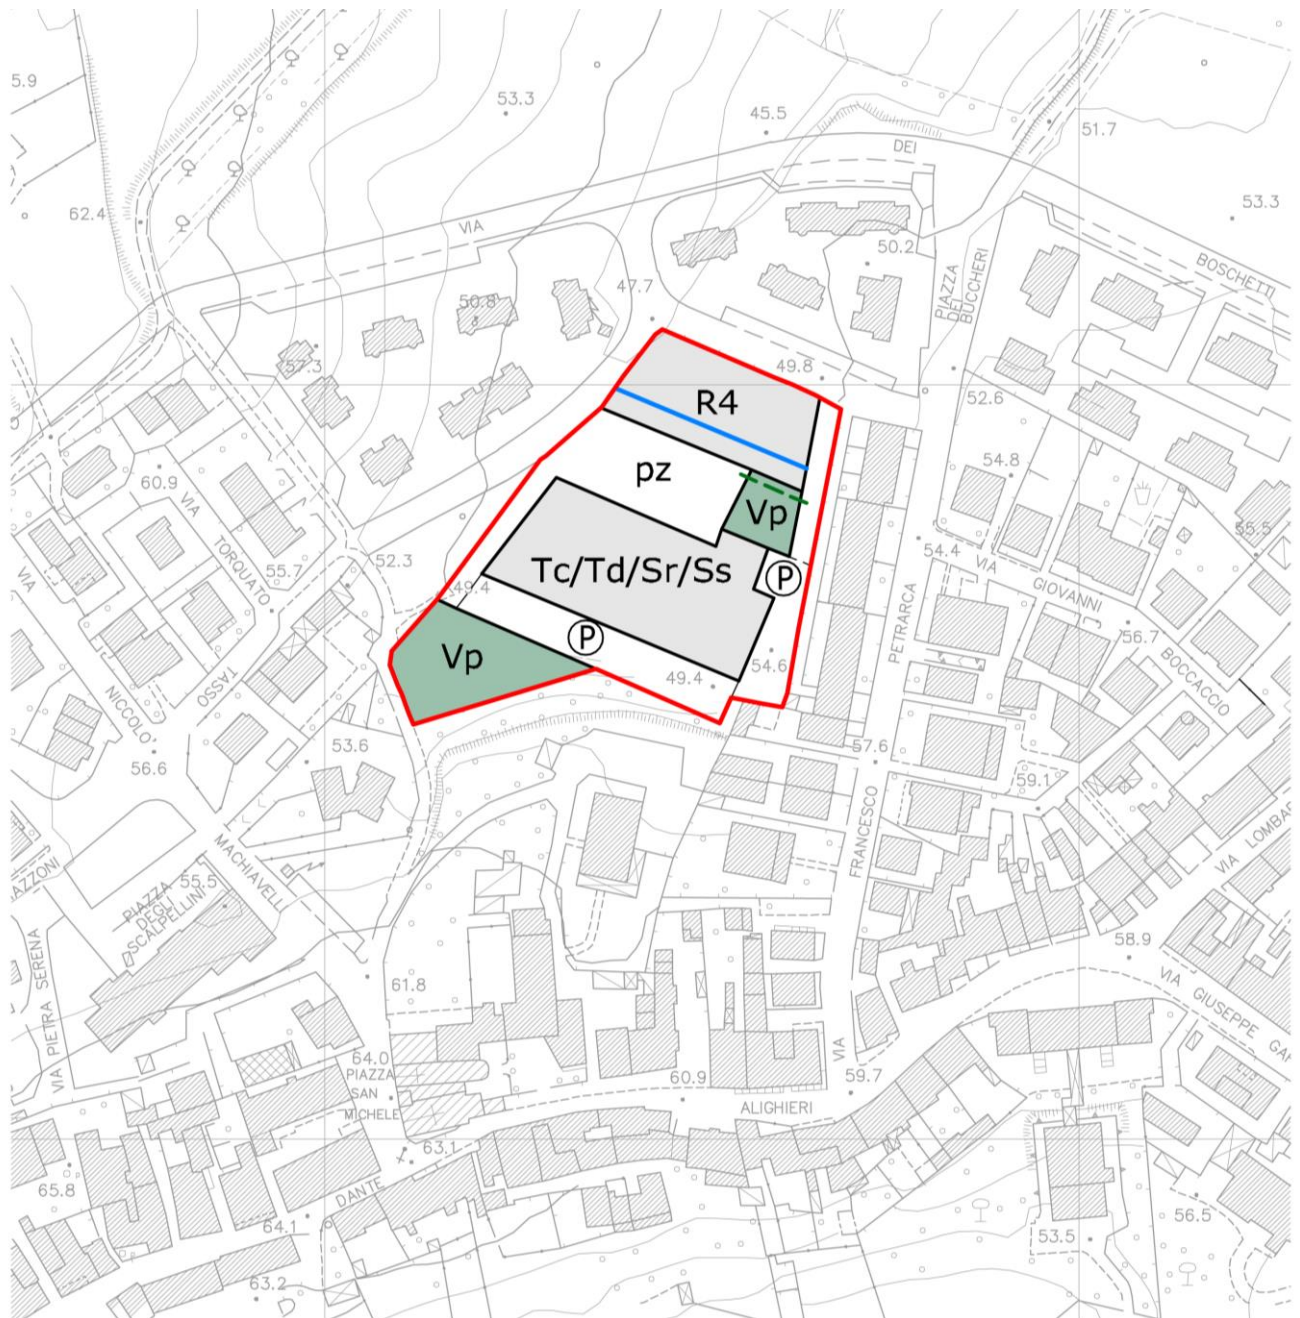 5.9
53.3
45.5
51.7
DEI
62.4
VIA
53.3
50.2
BOSCHETTI
PIAZZA
DEI
BUCCHERI
47.7
50.8
57.3
49.8
R4
52.6
54.8
60.9
VIA
pz
Vp
55.5
TORQUATO
VIA
52.3
54.4
VIA
55.7
Tc/Td/Sr/Ss
P
GIOVANNI
49.4
PETRARCA
56.7
P
BOCCACCIO
Vp
TASSO
54.6
49.4
NICCOLO'
53.6
57.6
56.6
59.1
FRANCESCO
MACHIAVELLI
VIA LOMBAR
AZZONI
55.5
PIAZZA
DEGLI
SCALPELLINI
58.9
VIA PIETRA SERENA
61.8
VIA GIUSEPPE GA
VIA
64.0
PIAZZA
SAN
MICHELE
60.9
59.7
ALIGHIERI
63.1
65.8
DANTE
64.1
56.5
53.5
63.2